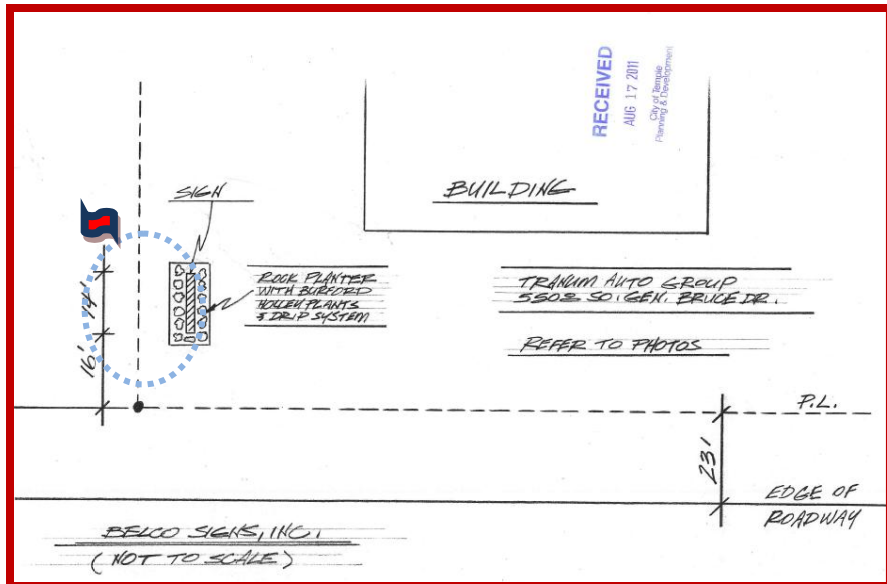 RECEIVED
AUG 17 2011
City of Temple
Planning & Development
SIGN
BUILDING
ROCK PLANTER
WITH BURFORD
HOLLEY PLANTS
& DRIP SYSTEM
TRANUM AUTO GROUP
5502 SO. GEN. BRUCE DR.
REFER TO PHOTOS
14'
16'
P.L.
23'
EDGE OF
ROADWAY
BELCO SIGNS, INC.
(NOT TO SCALE)